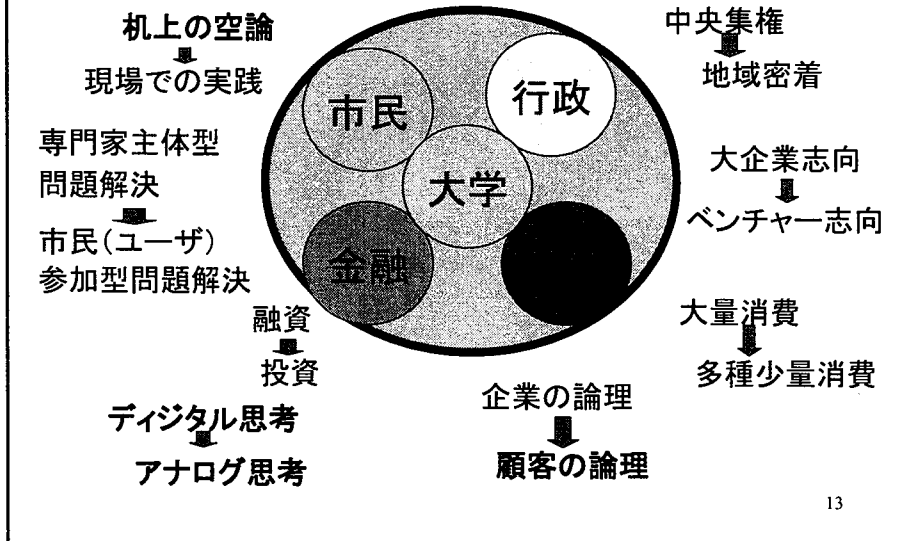 机上の空論
現場での実践
専門家主体型
問題解決
市民(ユーザ)
参加型問題解決
融資
投資
ディジタル思考
アナログ思考
市民
行政
大学
金融
中央集権
地域密着
大企業志向
ベンチャー志向
大量消費
多種少量消費
企業の論理
顧客の論理
13